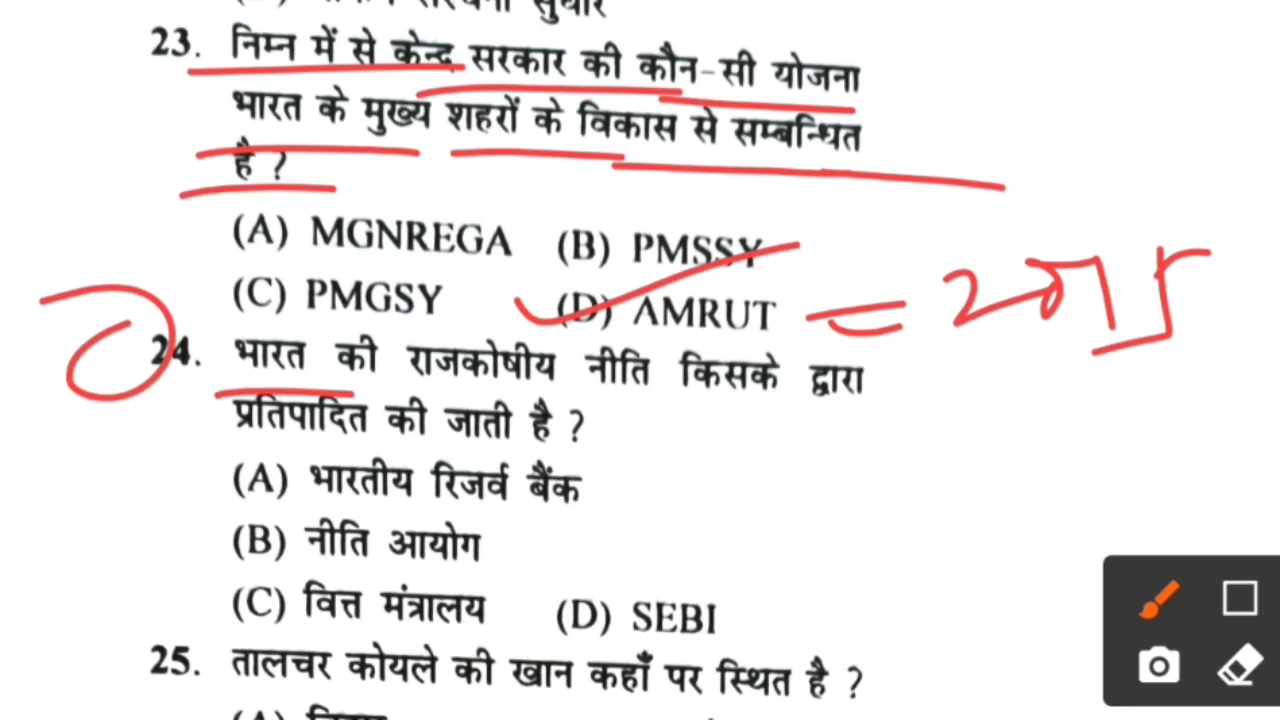 सुधार
23. निम्न में से केन्द्र सरकार की कौन-सी योजना
भारत के मुख्य शहरों के विकास से सम्बन्धित
है ?
(A) MGNREGA (B) PMSSY
(C) PMGSY (D) AMRUT = 2015
24. भारत की राजकोषीय नीति किसके द्वारा
प्रतिपादित की जाती है ?
(A) भारतीय रिजर्व बैंक
(B) नीति आयोग
(C) वित्त मंत्रालय (D) SEBI
25. तालचर कोयले की खान कहाँ पर स्थित है ?
(A)